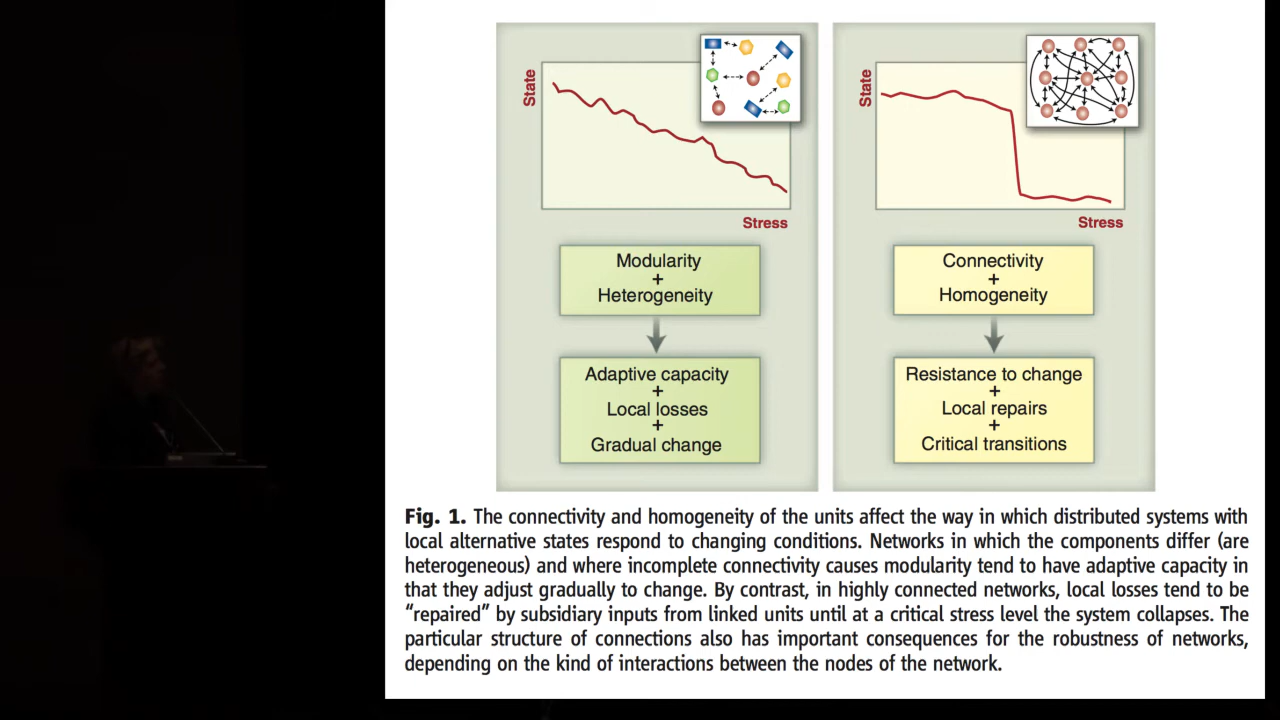 State
Stress
Modularity
+
Heterogeneity
Adaptive capacity
+
Local losses
+
Gradual change
State
Stress
Connectivity
+
Homogeneity
Resistance to change
+
Local repairs
+
Critical transitions
Fig. 1. The connectivity and homogeneity of the units affect the way in which distributed systems with
local alternative states respond to changing conditions. Networks in which the components differ (are
heterogeneous) and where incomplete connectivity causes modularity tend to have adaptive capacity in
that they adjust gradually to change. By contrast, in highly connected networks, local losses tend to be
“repaired” by subsidiary inputs from linked units until at a critical stress level the system collapses. The
particular structure of connections also has important consequences for the robustness of networks,
depending on the kind of interactions between the nodes of the network.